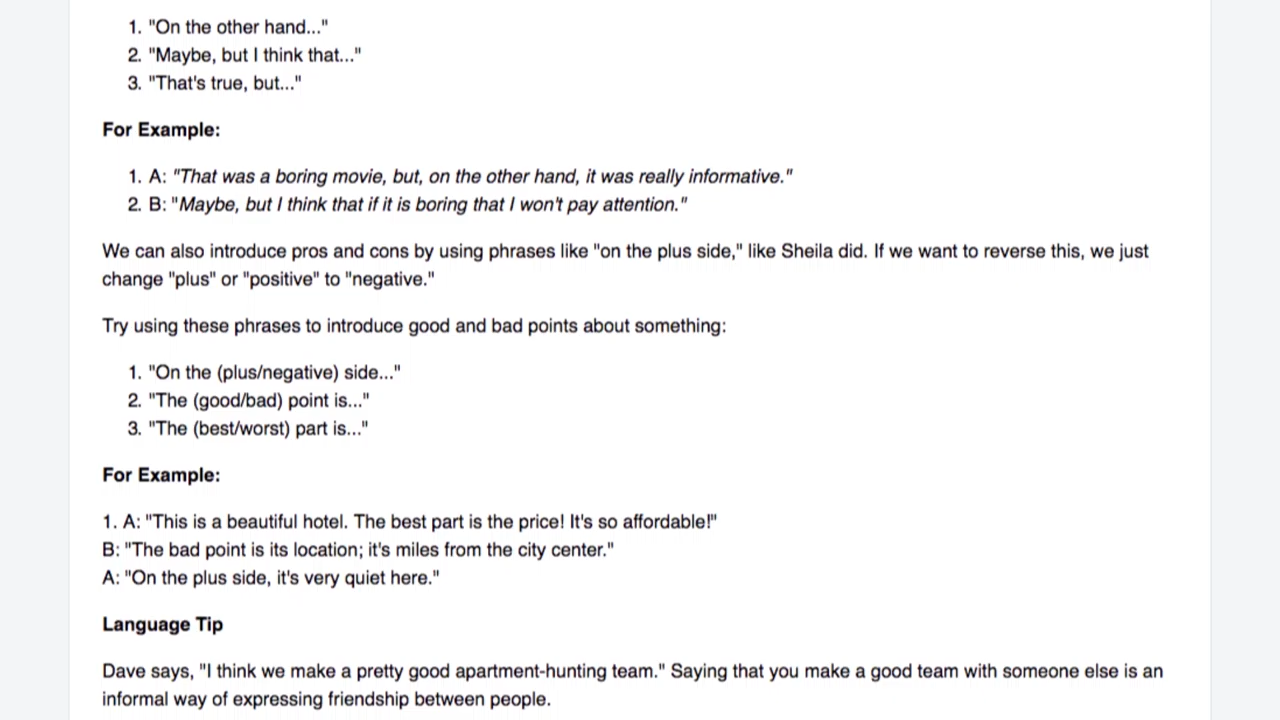 1. "On the other hand..."
2. "Maybe, but I think that..."
3. "That's true, but..."
For Example:
1. A: "That was a boring movie, but, on the other hand, it was really informative."
2. B: "Maybe, but I think that if it is boring that I won't pay attention."
We can also introduce pros and cons by using phrases like "on the plus side," like Sheila did. If we want to reverse this, we just
change "plus" or "positive" to "negative."
Try using these phrases to introduce good and bad points about something:
1. "On the (plus/negative) side..."
2. "The (good/bad) point is..."
3. "The (best/worst) part is..."
For Example:
1. A: "This is a beautiful hotel. The best part is the price! It's so affordable!"
B: "The bad point is its location; it's miles from the city center."
A: "On the plus side, it's very quiet here."
Language Tip
Dave says, "I think we make a pretty good apartment-hunting team." Saying that you make a good team with someone else is an
informal way of expressing friendship between people.